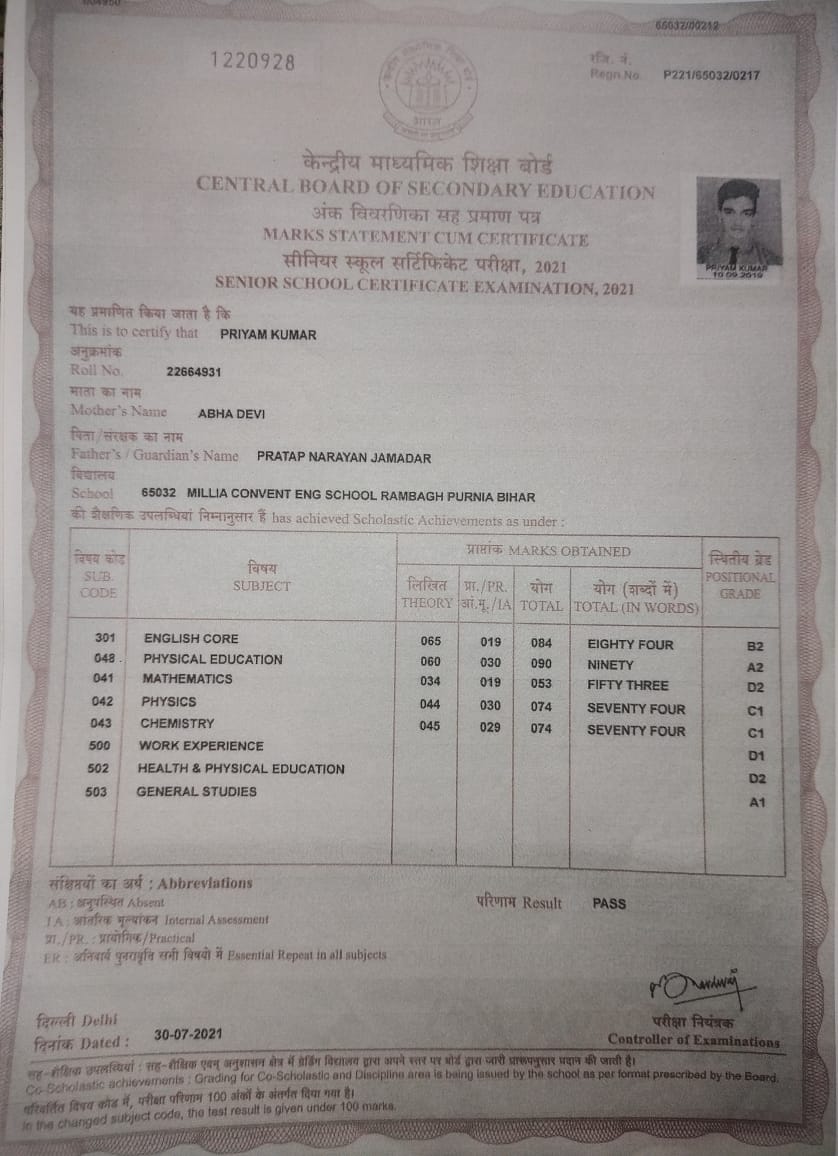 66032/00212
1220928
रजि. नं.
Regn.No. P221/65032/0217
भारत
केन्द्रीय माध्यमिक शिक्षा बोर्ड
CENTRAL BOARD OF SECONDARY EDUCATION
अंक विवरणिका सह प्रमाण पत्र
MARKS STATEMENT CUM CERTIFICATE
सीनियर स्कूल सर्टिफिकेट परीक्षा, 2021
SENIOR SCHOOL CERTIFICATE EXAMINATION, 2021
PRIYAM KUMAR
10 09 2019
यह प्रमाणित किया जाता है कि
This is to certify that PRIYAM KUMAR
अनुक्रमांक
Roll No. 22664931
माता का नाम
Mother's Name ABHA DEVI
पिता/संरक्षक का नाम
Father's / Guardian's Name PRATAP NARAYAN JAMADAR
विद्यालय
School 65032 MILLIA CONVENT ENG SCHOOL RAMBAGH PURNIA BIHAR
की शैक्षणिक उपलब्धियां निम्नानुसार हैं has achieved Scholastic Achievements as under :
विषय कोड विषय प्राप्तांक MARKS OBTAINED स्थितीय ग्रेड
SUB. CODE SUBJECT लिखित THEORY प्रा./PR. आं.मू./IA योग TOTAL योग (शब्दों में) TOTAL (IN WORDS) POSITIONAL GRADE
301 ENGLISH CORE 065 019 084 EIGHTY FOUR B2
048 PHYSICAL EDUCATION 060 030 090 NINETY A2
041 MATHEMATICS 034 019 053 FIFTY THREE D2
042 PHYSICS 044 030 074 SEVENTY FOUR C1
043 CHEMISTRY 045 029 074 SEVENTY FOUR C1
500 WORK EXPERIENCE D1
502 HEALTH & PHYSICAL EDUCATION D2
503 GENERAL STUDIES A1
संक्षिप्तयों का अर्थ : Abbreviations
AB : अनुपस्थित Absent परिणाम Result PASS
IA : आंतरिक मूल्यांकन Internal Assessment
प्रा./PR. : प्रायोगिक/Practical
ER : अनिवार्य पुनरावृति सभी विषयो में Essential Repeat in all subjects
दिल्ली Delhi
दिनांक Dated : 30-07-2021
परीक्षा नियंत्रक
Controller of Examinations
सह-शैक्षिक उपलब्धियां : सह-शैक्षिक एवम् अनुशासन क्षेत्र में ग्रेडिंग विद्यालय द्वारा अपने स्तर पर बोर्ड द्वारा जारी प्रारूपनुसार प्रदान की जाती है।
Co-Scholastic achievements : Grading for Co-Scholastic and Discipline area is being issued by the school as per format prescribed by the Board.
परिवर्तित विषय कोड में, परीक्षा परिणाम 100 अंकों के अंतर्गत दिया गया है।
In the changed subject code, the test result is given under 100 marks.